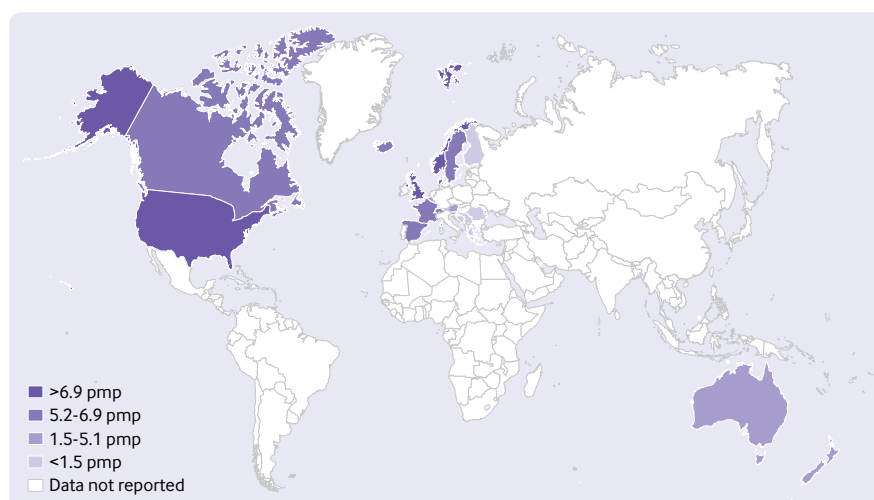 >6.9 pmp
5.2-6.9 pmp
1.5-5.1 pmp
<1.5 pmp
Data not reported